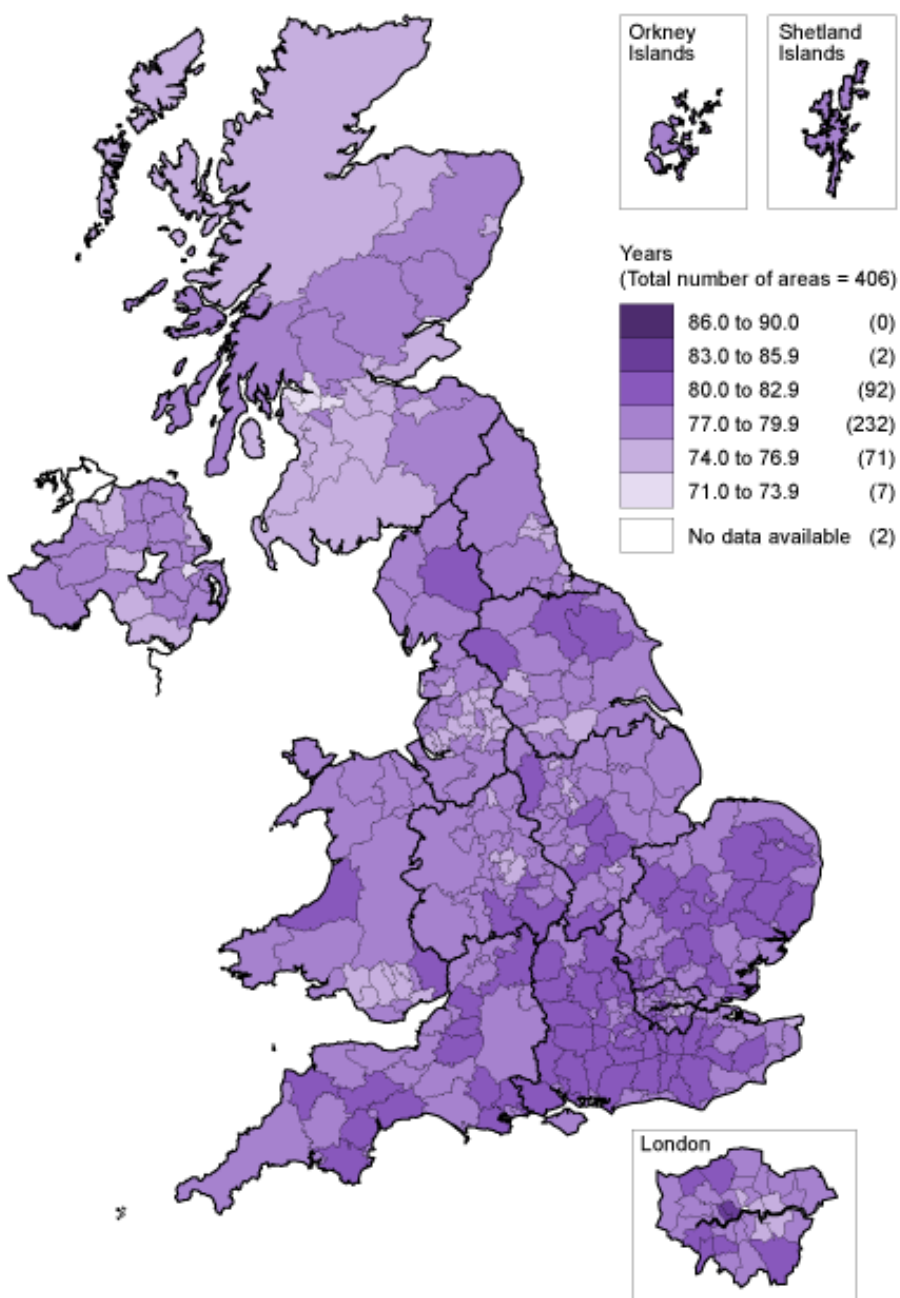 Orkney
Islands
Shetland
Islands
Years
(Total number of areas = 406)
86.0 to 90.0 (0)
83.0 to 85.9 (2)
80.0 to 82.9 (92)
77.0 to 79.9 (232)
74.0 to 76.9 (71)
71.0 to 73.9 (7)
No data available (2)
London